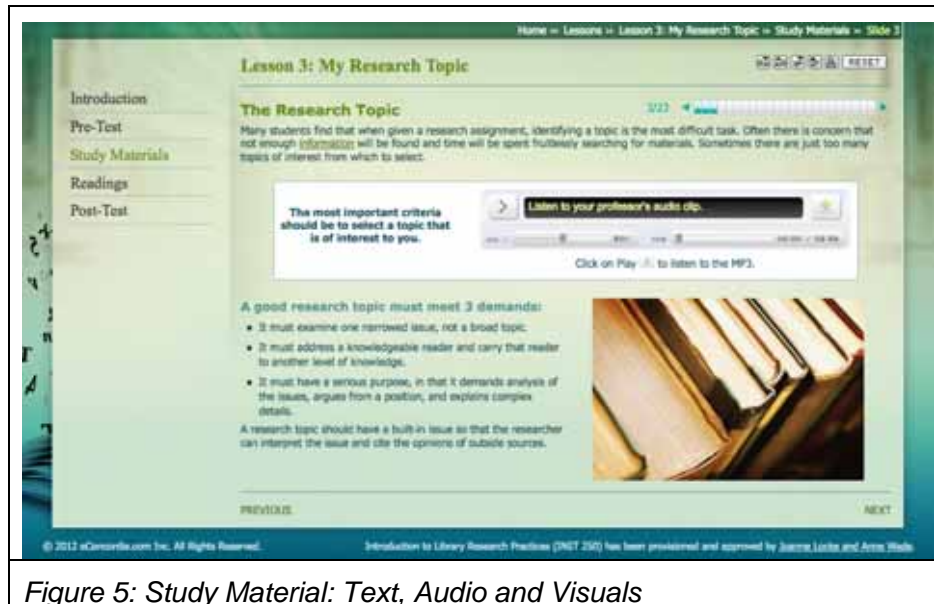 Home » Lessons » Lesson 3: My Research Topic » Study Materials » Slide 3
Lesson 3: My Research Topic
RESET
Introduction
Pre-Test
Study Materials
Readings
Post-Test
The Research Topic
3/23
Many students find that when given a research assignment, identifying a topic is the most difficult task. Often there is concern that
not enough information will be found and time will be spent fruitlessly searching for materials. Sometimes there are just too many
topics of interest from which to select.
The most important criteria
should be to select a topic that
is of interest to you.
Listen to your professor's audio clip.
Click on Play to listen to the MP3.
A good research topic must meet 3 demands:
• It must examine one narrowed issue, not a broad topic.
• It must address a knowledgeable reader and carry that reader
to another level of knowledge.
• It must have a serious purpose, in that it demands analysis of
the issues, argues from a position, and explains complex
details.
A research topic should have a built-in issue so that the researcher
can interpret the issue and cite the opinions of outside sources.
PREVIOUS
NEXT
© 2012 eConcordia.com Inc. All Rights Reserved.
Introduction to Library Research Practices (INST 250) has been provisioned and approved by Joanne Locke and Anne Wade.
Figure 5: Study Material: Text, Audio and Visuals